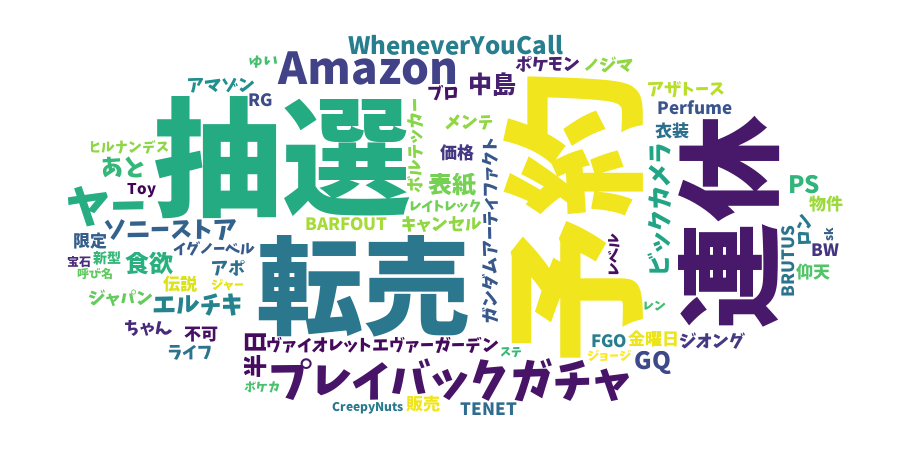 WheneverYouCall
ゆい
Amazon
ポケモン
ノジマ
アマゾン
RG
ブロ
中島
アザトース
Perfume
抽選
ボルテッカー
メンテ
予約
衣装
連休
ヒルナンデス
あと
価格
ビックカメラ
Toy
表紙
PS
ヤー
レイトレック
物件
BARFOUT
キャンセル
ガンダムアーティファクト
ソニーストア
限定
イグノーベル
転売
レベル
ロン
sk
BW
BRUTUS
宝石
新型
食欲
アポ
仰天
呼び名
伝説
ジャー
ジャパン
エルチキ
レン
ちゃん
不可
半日
ヴァイオレットエヴァーガーデン
FGO
金曜日
ジオング
ライフ
ステ
ジョージ
GQ
ポケカ
プレイバックガチャ
CreepyNuts
販売
TENET